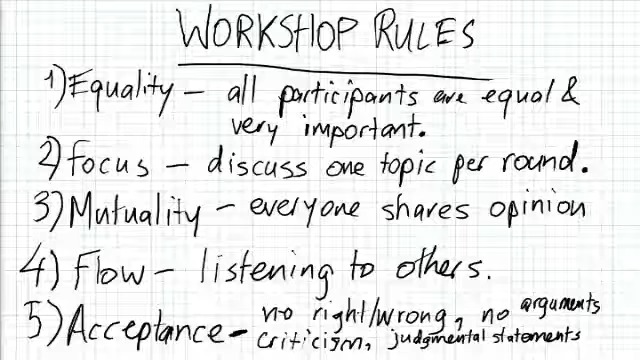 WORKSHOP RULES
1) Equality – all participants are equal &
very important.
2) focus – discuss one topic per round.
3) Mutuality – everyone shares opinion
4) Flow – listening to others.
5) Acceptance – no right/wrong, no arguments
criticism, judgmental statements